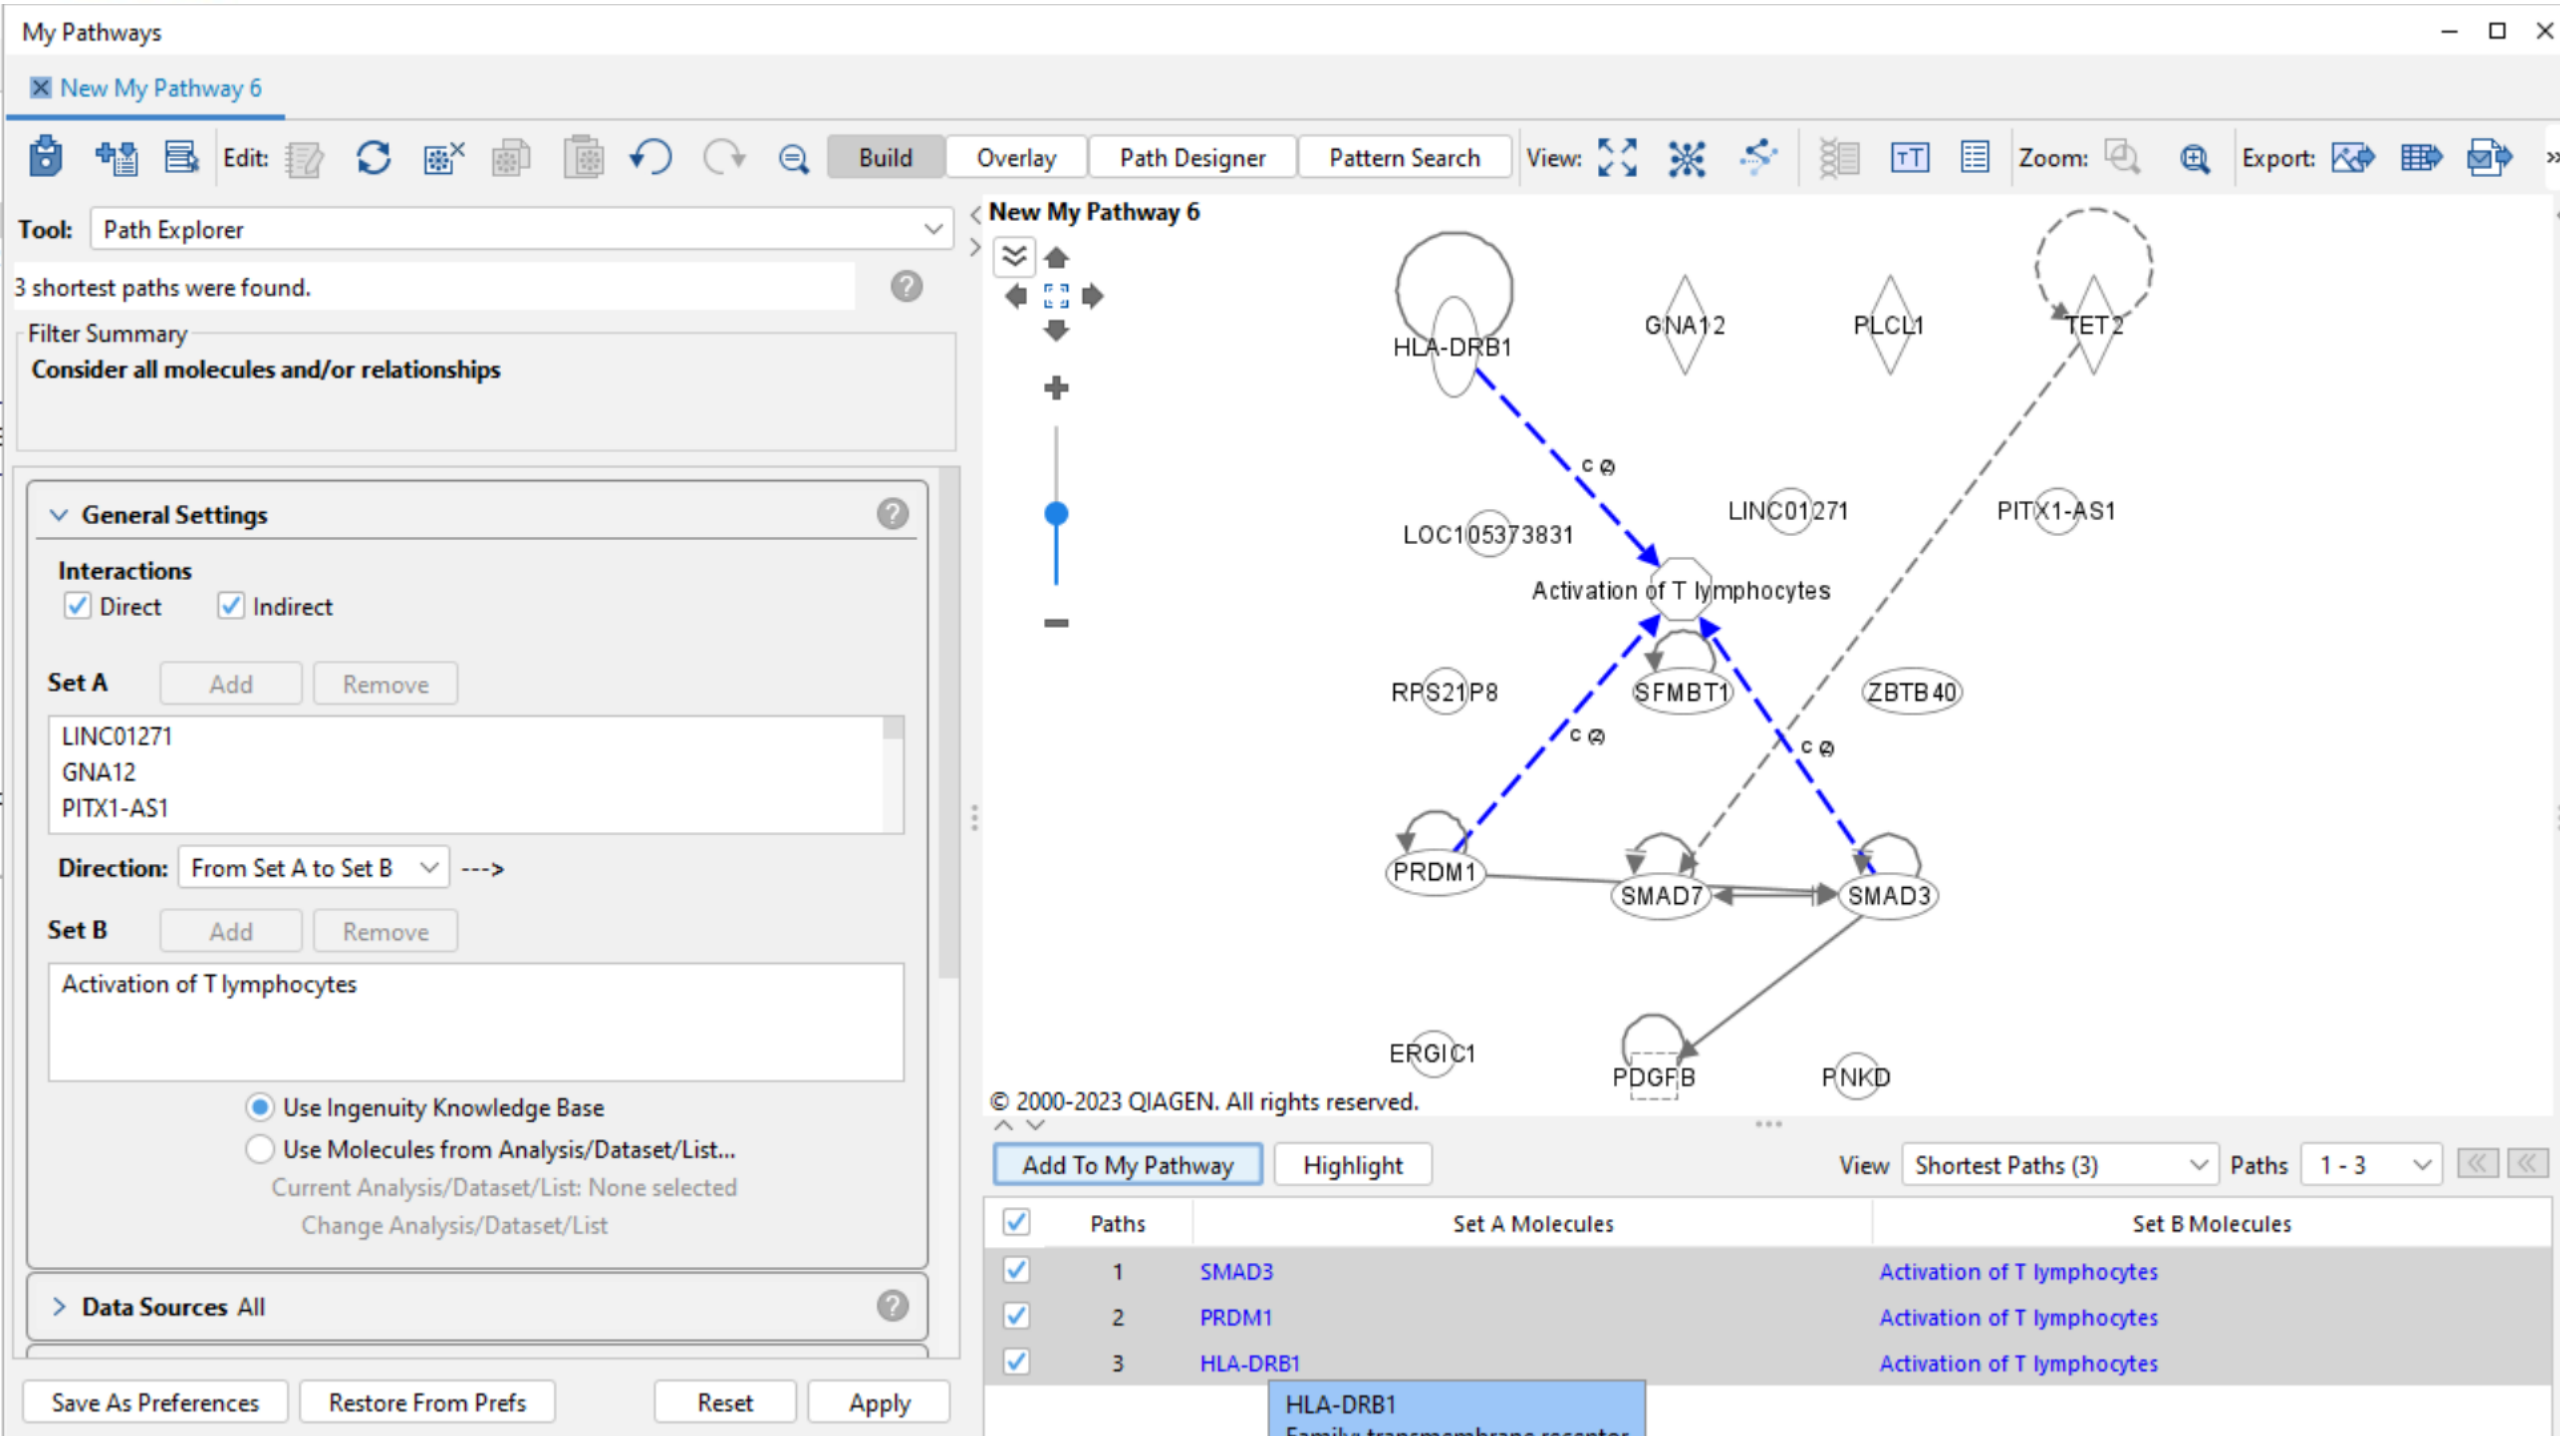 My Pathways
New My Pathway 6
Edit:
Build
Overlay
Path Designer
Pattern Search
View:
Zoom:
Export:
Tool:
Path Explorer
3 shortest paths were found.
Filter Summary
Consider all molecules and/or relationships
General Settings
Interactions
Direct
Indirect
Set A
Add
Remove
LINC01271
GNA12
PITX1-AS1
Direction:
From Set A to Set B
--->
Set B
Add
Remove
Activation of T lymphocytes
Use Ingenuity Knowledge Base
Use Molecules from Analysis/Dataset/List...
Current Analysis/Dataset/List: None selected
Change Analysis/Dataset/List
Data Sources All
Save As Preferences
Restore From Prefs
Reset
Apply
New My Pathway 6
HLA-DRB1
GNA12
PLCL1
TET2
C (2)
LOC105373831
LINC01271
PITX1-AS1
Activation of T lymphocytes
RPS21P8
SFMBT1
ZBTB40
C (2)
C (2)
PRDM1
SMAD7
SMAD3
ERGIC1
PDGFB
PNKD
© 2000-2023 QIAGEN. All rights reserved.
Add To My Pathway
Highlight
View
Shortest Paths (3)
Paths
1 - 3
Paths
Set A Molecules
Set B Molecules
1
SMAD3
Activation of T lymphocytes
2
PRDM1
Activation of T lymphocytes
3
HLA-DRB1
Activation of T lymphocytes
HLA-DRB1
Family: transmembrane receptor